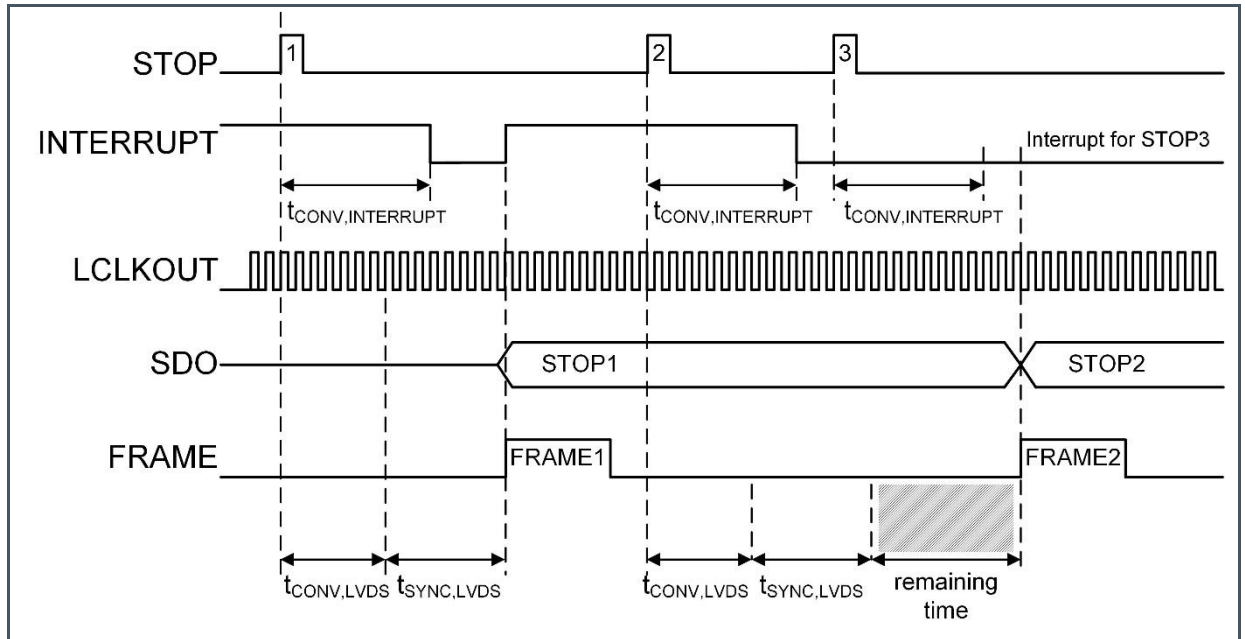 STOP
1
2
3
INTERRUPT
Interrupt for STOP3
tCONV,INTERRUPT
tCONV,INTERRUPT
tCONV,INTERRUPT
LCLKOUT
SDO
STOP1
STOP2
FRAME
FRAME1
FRAME2
tCONV,LVDS
tSYNC,LVDS
tCONV,LVDS
tSYNC,LVDS
remaining
time